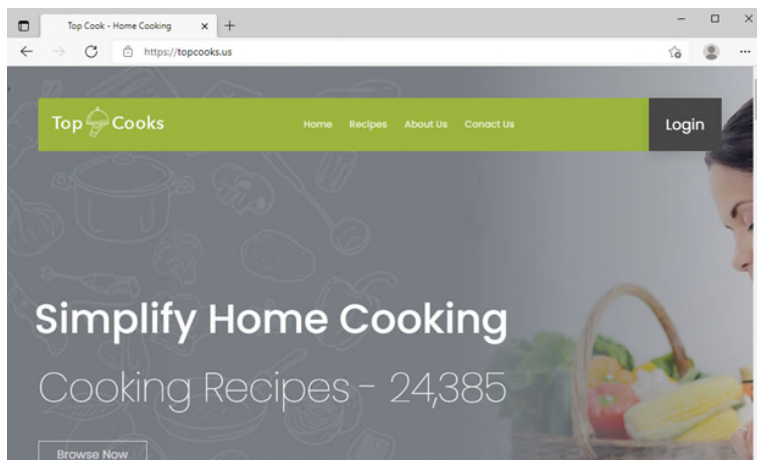 Top Cook - Home Cooking
https://topcooks.us
Top Cooks
Home Recipes About Us Conact Us
Login
Simplify Home Cooking
Cooking Recipes - 24,385
Browse Now